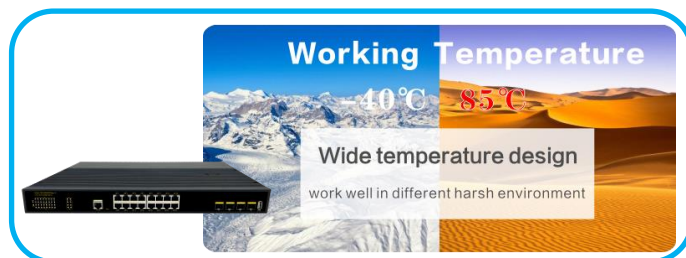 Working Temperature
-40℃ 85℃
Wide temperature design
work well in different harsh environment